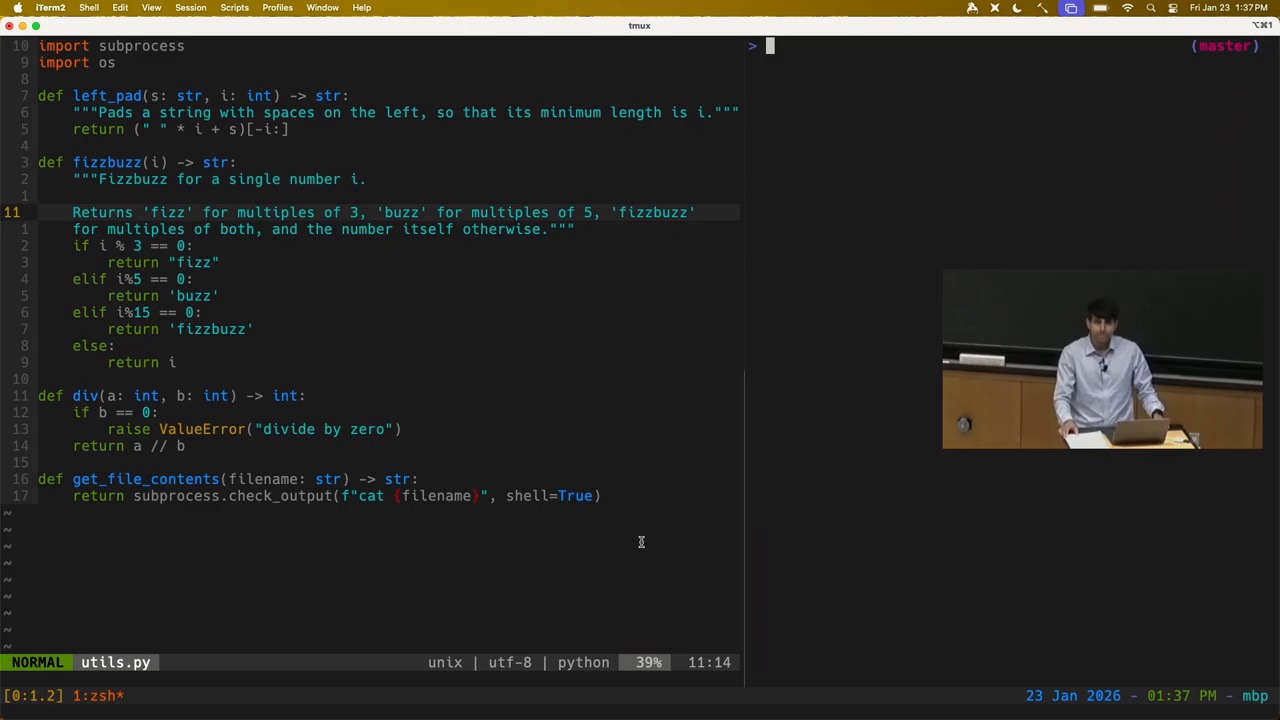 iTerm2 Shell Edit View Session Scripts Profiles Window Help Fri Jan 23 1:37 PM
tmux ⌥⌘1
10 import subprocess
9 import os
8
7 def left_pad(s: str, i: int) -> str:
6     """Pads a string with spaces on the left, so that its minimum length is i."""
5     return (" " * i + s)[-i:]
4
3 def fizzbuzz(i) -> str:
2     """Fizzbuzz for a single number i.
1
11     Returns 'fizz' for multiples of 3, 'buzz' for multiples of 5, 'fizzbuzz'
1     for multiples of both, and the number itself otherwise."""
2     if i % 3 == 0:
3         return "fizz"
4     elif i%5 == 0:
5         return 'buzz'
6     elif i%15 == 0:
7         return 'fizzbuzz'
8     else:
9         return i
10
11 def div(a: int, b: int) -> int:
12     if b == 0:
13         raise ValueError("divide by zero")
14     return a // b
15
16 def get_file_contents(filename: str) -> str:
17     return subprocess.check_output(f"cat {filename}", shell=True)
~
~
~
~
~
~
~
~
~
NORMAL utils.py unix | utf-8 | python 39% 11:14
> (master)
[0:1.2] 1:zsh* 23 Jan 2026 - 01:37 PM - mbp